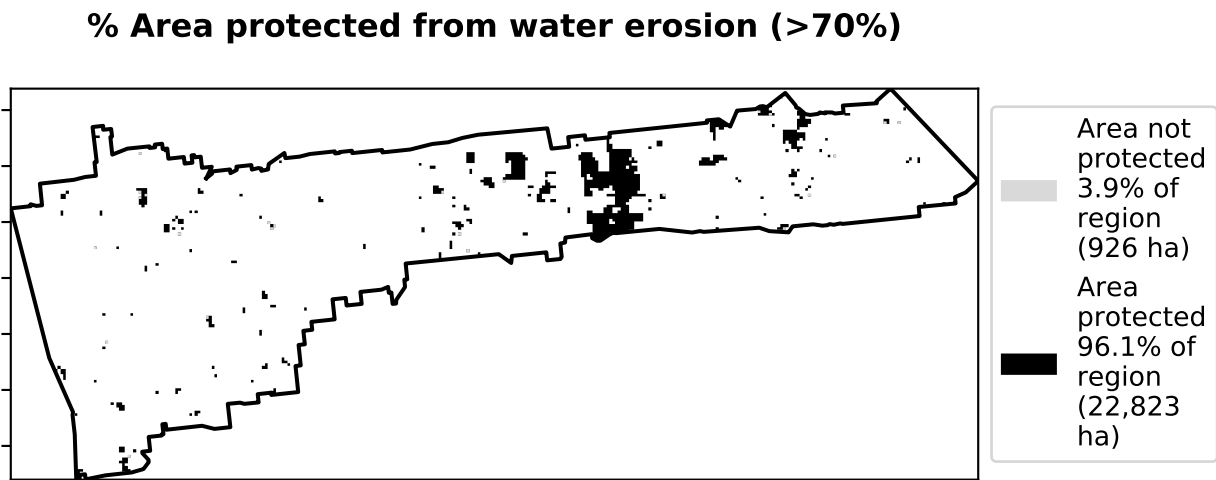 % Area protected from water erosion (>70%)
Area not
protected
3.9% of
region
(926 ha)
Area
protected
96.1% of
region
(22,823
ha)